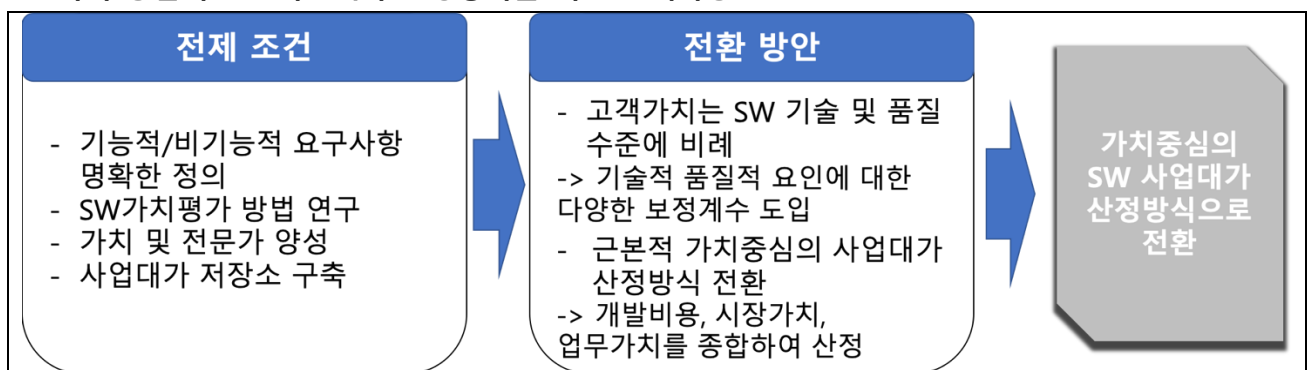 전제 조건
- 기능적/비기능적 요구사항
명확한 정의
- SW가치평가 방법 연구
- 가치 및 전문가 양성
- 사업대가 저장소 구축
전환 방안
- 고객가치는 SW 기술 및 품질
수준에 비례
-> 기술적 품질적 요인에 대한
다양한 보정계수 도입
- 근본적 가치중심의 사업대가
산정방식 전환
-> 개발비용, 시장가치,
업무가치를 종합하여 산정
가치중심의
SW 사업대가
산정방식으로
전환